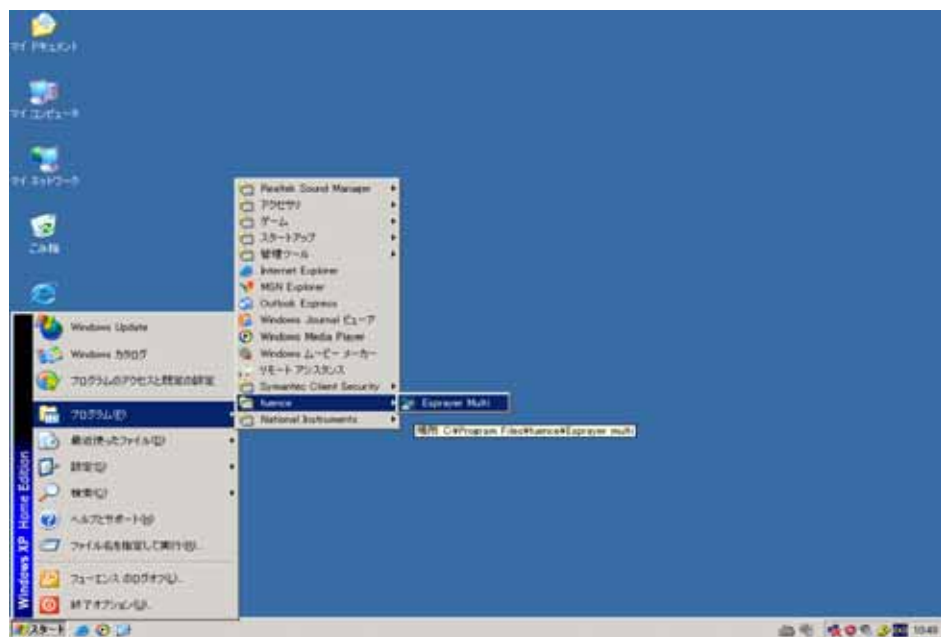 マイ ドキュメント
マイ コンピュータ
マイ ネットワーク
ごみ箱
Realtek Sound Manager
アクセサリ
ゲーム
スタートアップ
管理ツール
Internet Explorer
MSN Explorer
Outlook Express
Windows Journal ビューア
Windows Media Player
Windows ムービー メーカー
リモート アシスタンス
Symantec Client Security
fuence
National Instruments
Esprayer Multi
場所: C:¥Program Files¥fuence¥Esprayer multi
Windows Update
Windows カタログ
プログラムのアクセスと既定の設定
プログラム(P)
最近使ったファイル(D)
設定(S)
検索(C)
ヘルプとサポート(H)
ファイル名を指定して実行(R)...
フューエンス のログオフ(L)...
終了オプション(U)...
Windows XP Home Edition
スタート
10:48